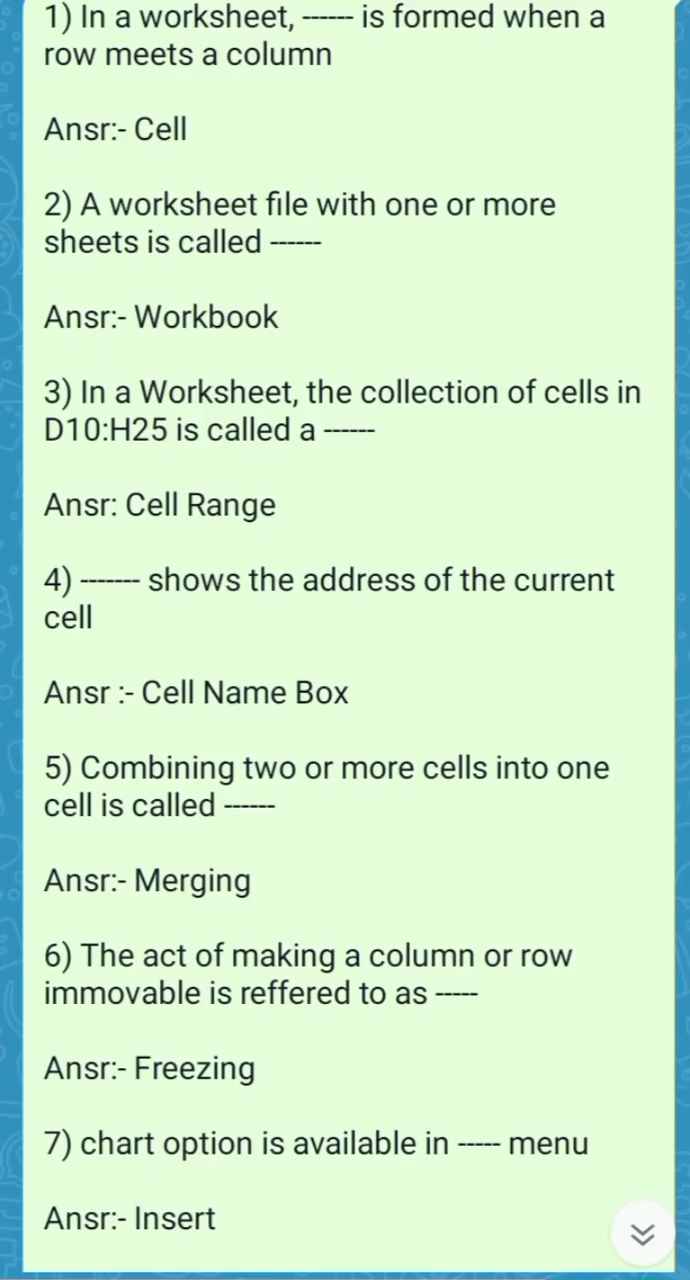 1) In a worksheet, ------ is formed when a
row meets a column
Ansr:- Cell
2) A worksheet file with one or more
sheets is called ------
Ansr:- Workbook
3) In a Worksheet, the collection of cells in
D10:H25 is called a ------
Ansr: Cell Range
4) ------- shows the address of the current
cell
Ansr :- Cell Name Box
5) Combining two or more cells into one
cell is called ------
Ansr:- Merging
6) The act of making a column or row
immovable is reffered to as -----
Ansr:- Freezing
7) chart option is available in ----- menu
Ansr:- Insert